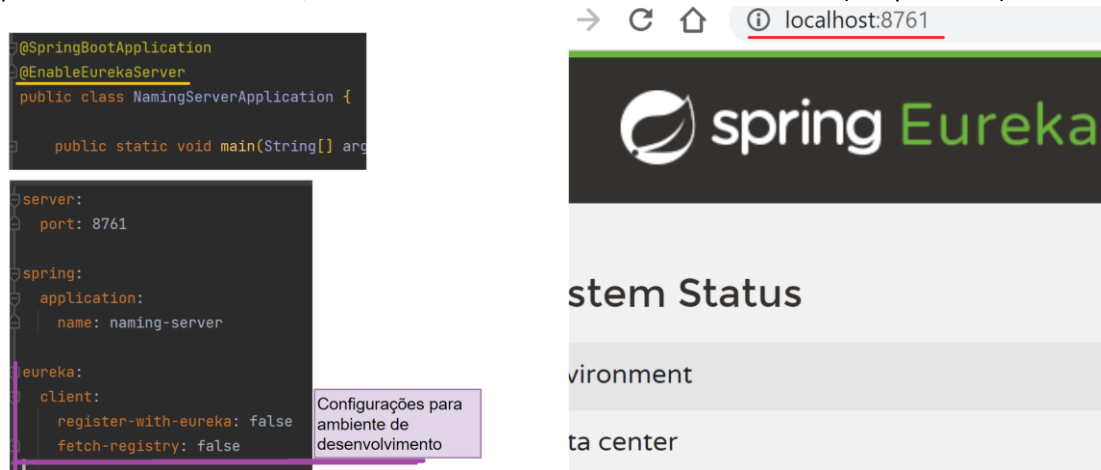 @SpringBootApplication
@EnableEurekaServer
public class NamingServerApplication {
public static void main(String[] arg
server:
port: 8761
spring:
application:
name: naming-server
eureka:
client:
register-with-eureka: false
fetch-registry: false
Configurações para
ambiente de
desenvolvimento
localhost:8761
spring Eureka
stem Status
vironment
ta center